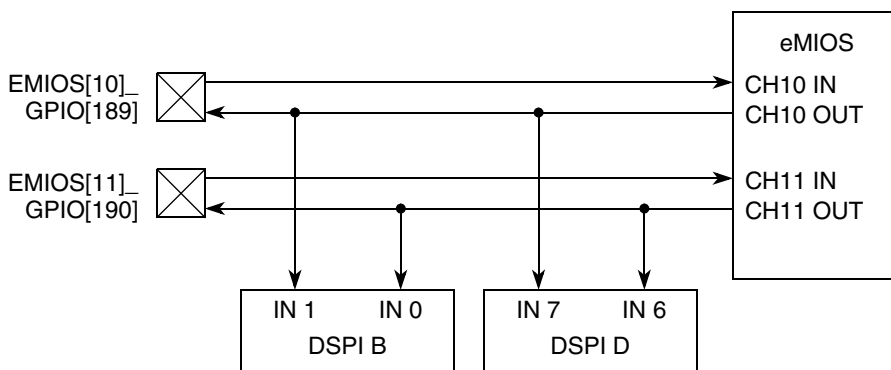 eMIOS
EMIOS[10]_
GPIO[189]
CH10 IN
CH10 OUT
EMIOS[11]_
GPIO[190]
CH11 IN
CH11 OUT
IN 1 IN 0
DSPI B
IN 7 IN 6
DSPI D